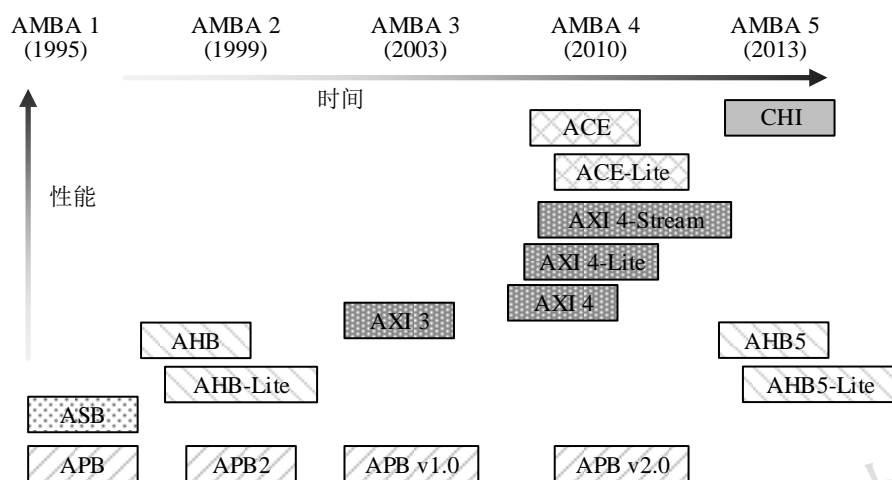 AMBA 1
(1995)
AMBA 2
(1999)
AMBA 3
(2003)
AMBA 4
(2010)
AMBA 5
(2013)
时间
性能
ACE
CHI
ACE-Lite
AXI 4-Stream
AXI 4-Lite
AXI 4
AXI 3
AHB
AHB5
AHB-Lite
AHB5-Lite
ASB
APB
APB2
APB v1.0
APB v2.0